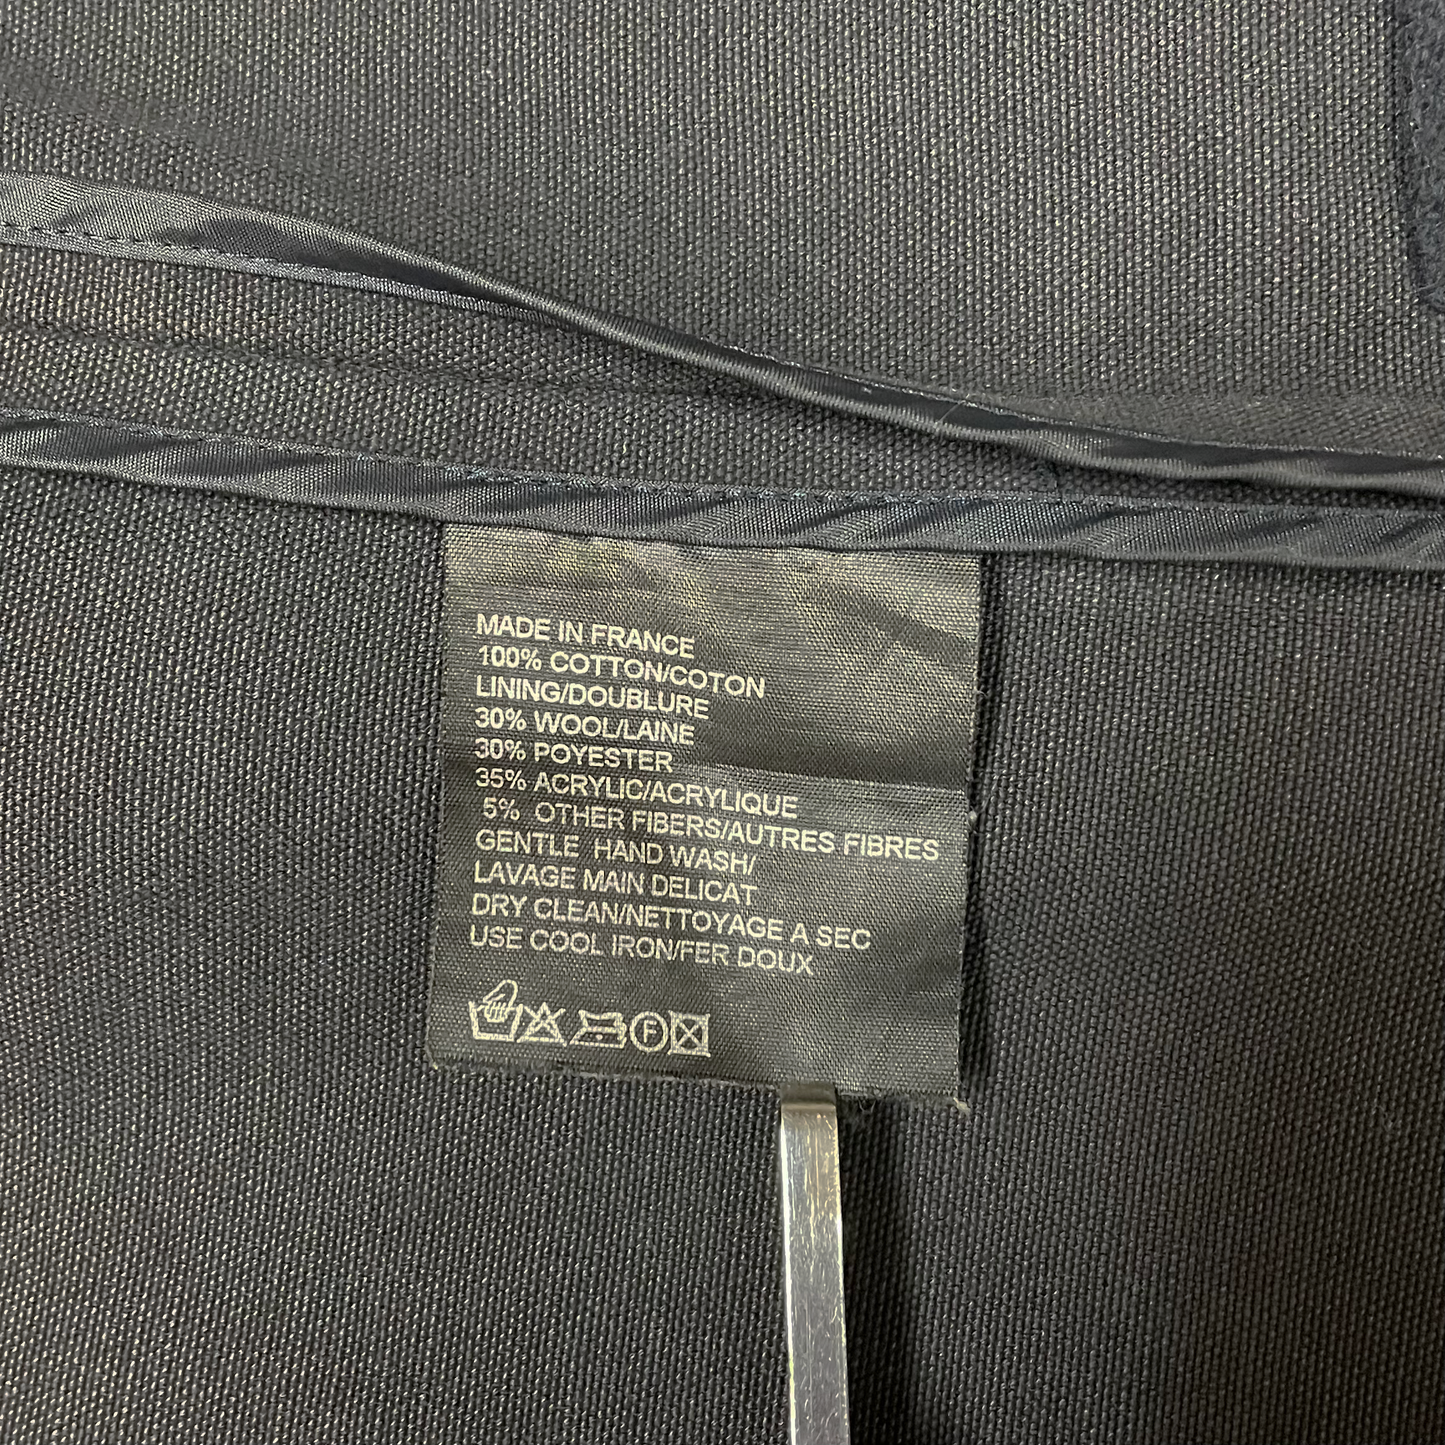 MADE IN FRANCE
100% COTTON/COTON
LINING/DOUBLURE
30% WOOL/LAINE
30% POYESTER
35% ACRYLIC/ACRYLIQUE
5% OTHER FIBERS/AUTRES FIBRES
GENTLE HAND WASH/
LAVAGE MAIN DELICAT
DRY CLEAN/NETTOYAGE A SEC
USE COOL IRON/FER DOUX
F